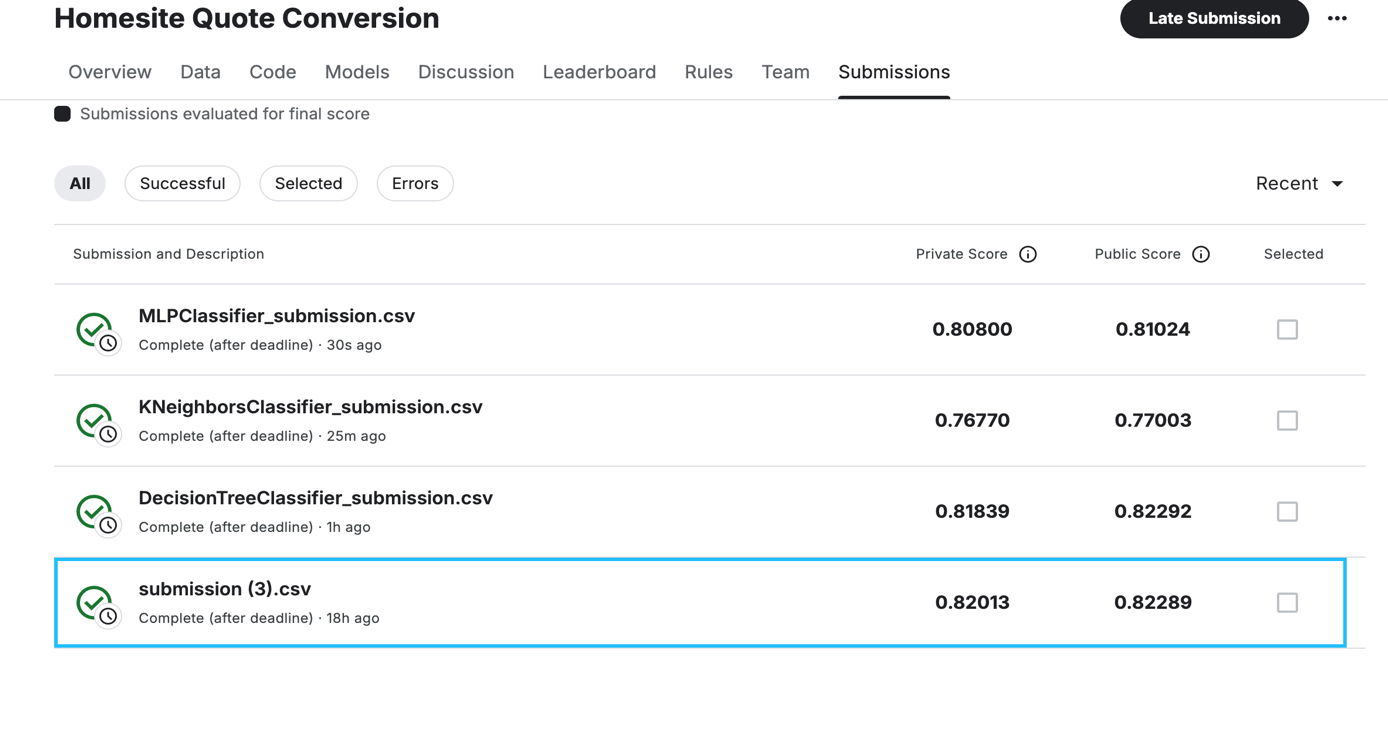 Homesite Quote Conversion
Late Submission
Overview Data Code Models Discussion Leaderboard Rules Team Submissions
Submissions evaluated for final score
All Successful Selected Errors Recent
Submission and Description Private Score Public Score Selected
MLPClassifier_submission.csv
Complete (after deadline) · 30s ago
0.80800 0.81024
KNeighborsClassifier_submission.csv
Complete (after deadline) · 25m ago
0.76770 0.77003
DecisionTreeClassifier_submission.csv
Complete (after deadline) · 1h ago
0.81839 0.82292
submission (3).csv
Complete (after deadline) · 18h ago
0.82013 0.82289